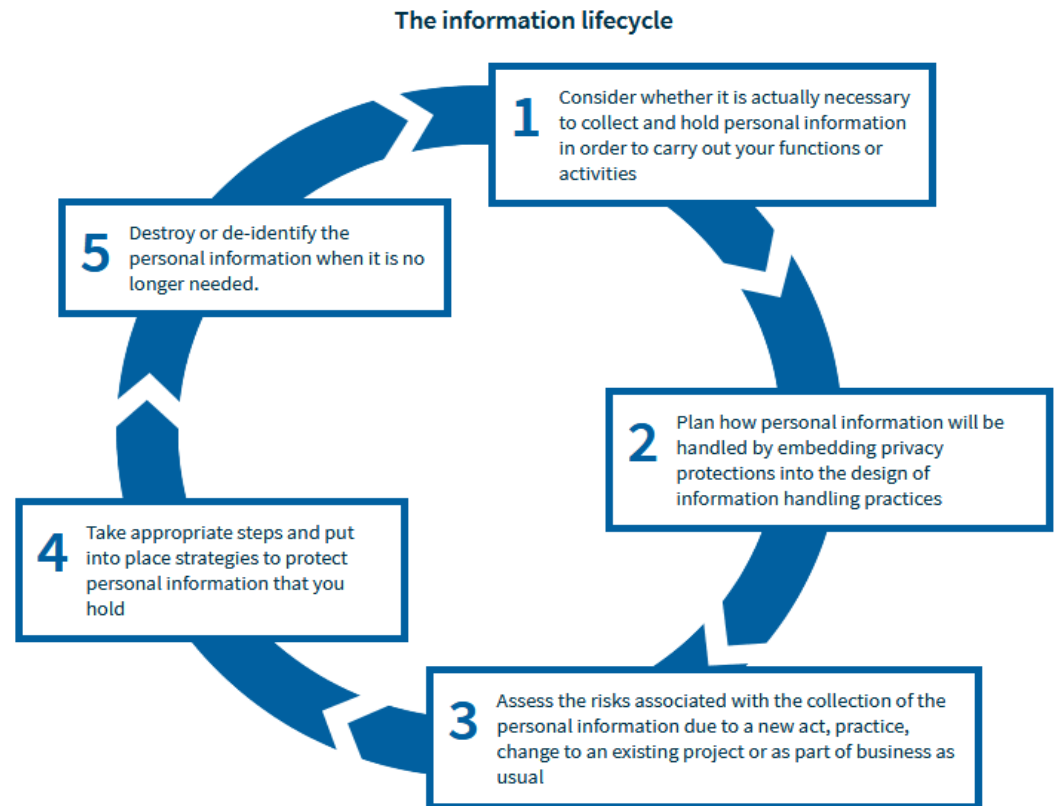 The information lifecycle
1
Consider whether it is actually necessary
to collect and hold personal information
in order to carry out your functions or
activities
2
Plan how personal information will be
handled by embedding privacy
protections into the design of
information handling practices
3
Assess the risks associated with the collection of the
personal information due to a new act, practice,
change to an existing project or as part of business as
usual
4
Take appropriate steps and put
into place strategies to protect
personal information that you
hold
5
Destroy or de-identify the
personal information when it is no
longer needed.